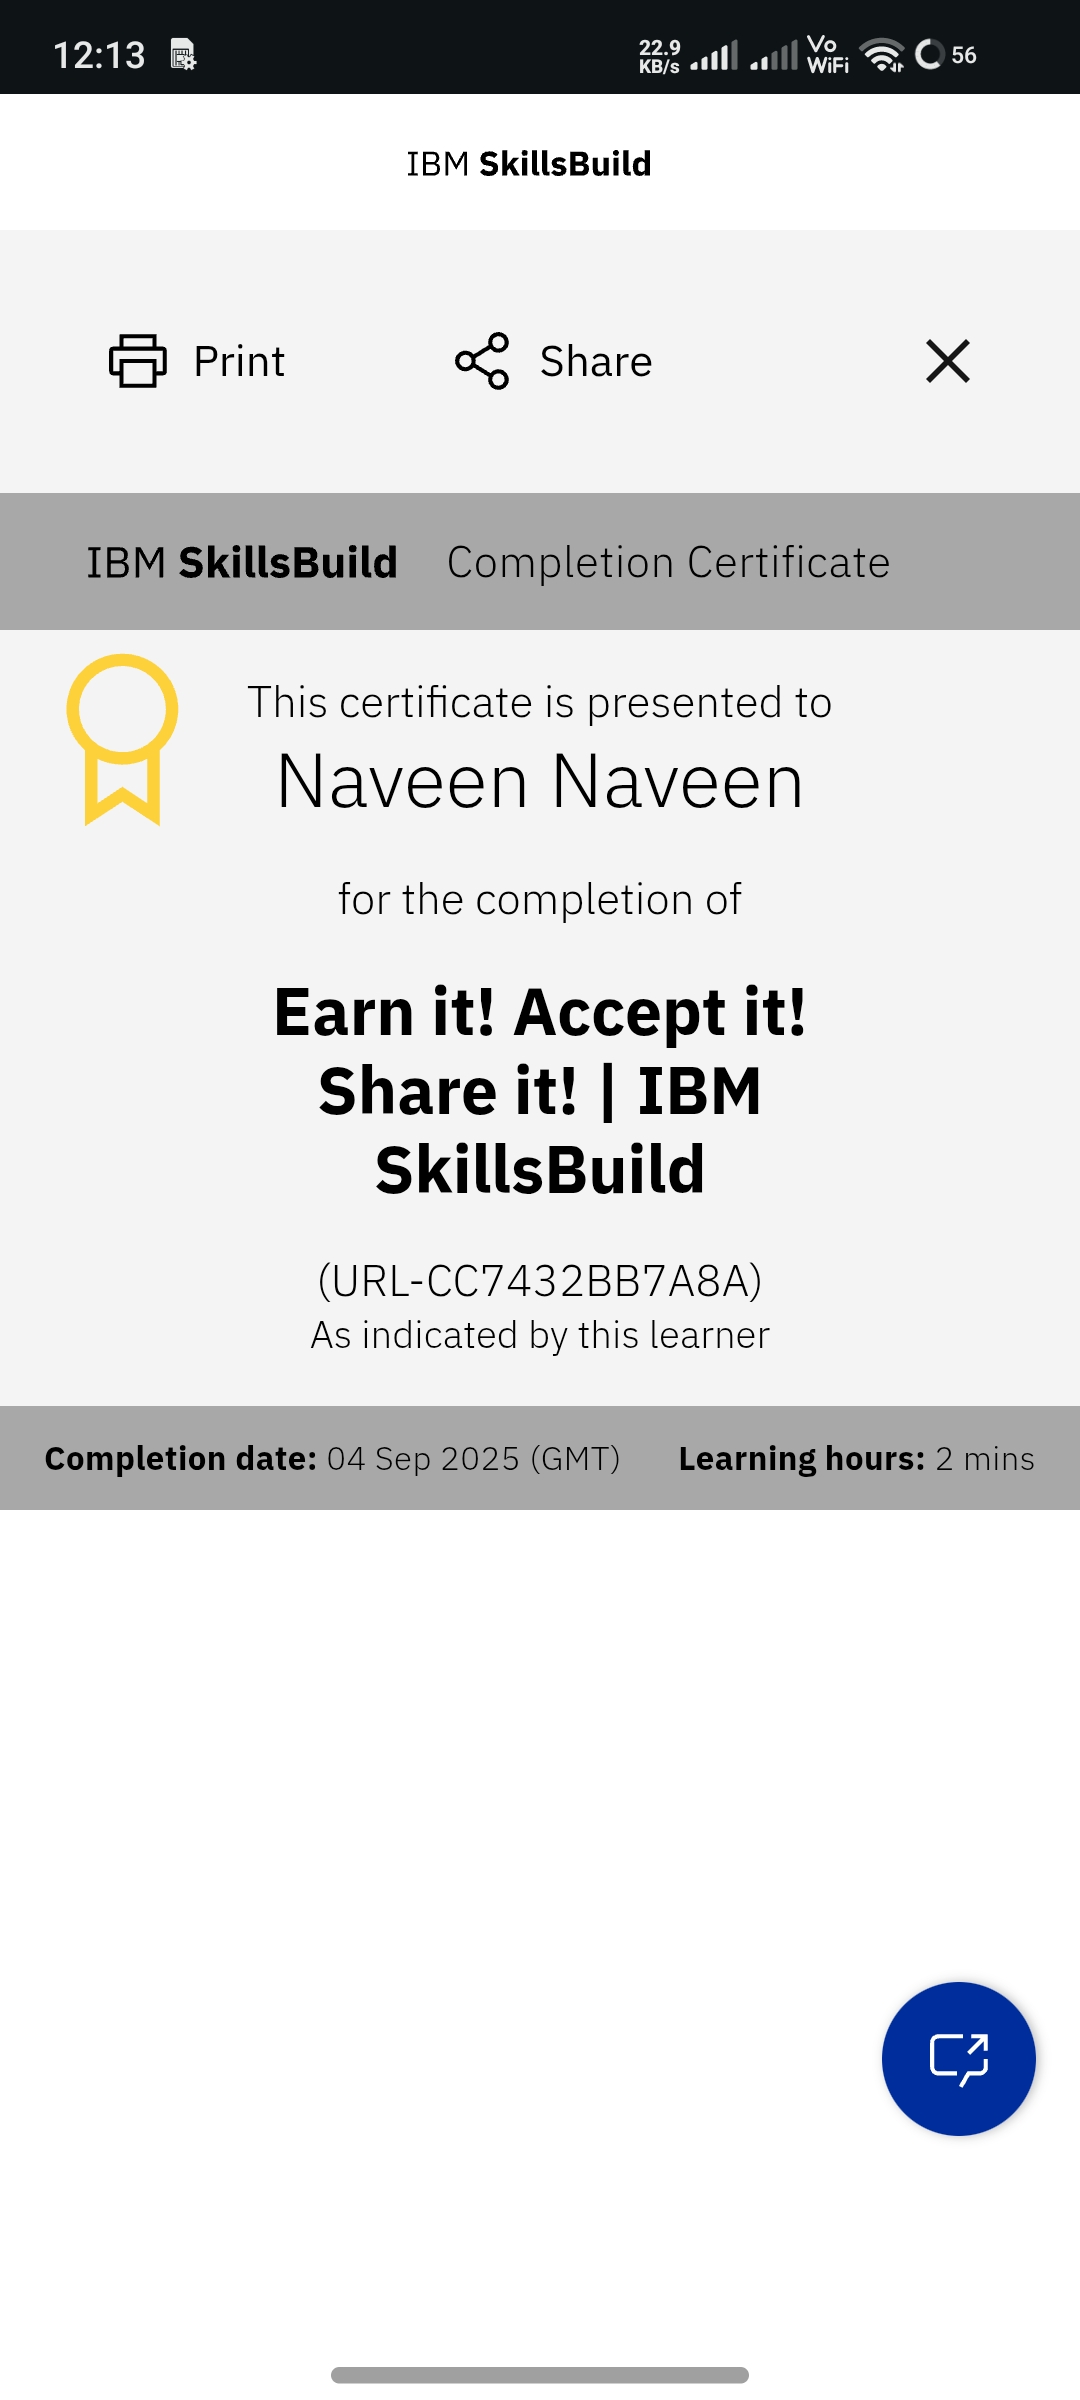 12:13
22.9 KB/s Vo WiFi 56
IBM SkillsBuild
Print Share
IBM SkillsBuild Completion Certificate
This certificate is presented to
Naveen Naveen
for the completion of
Earn it! Accept it!
Share it! | IBM
SkillsBuild
(URL-CC7432BB7A8A)
As indicated by this learner
Completion date: 04 Sep 2025 (GMT) Learning hours: 2 mins